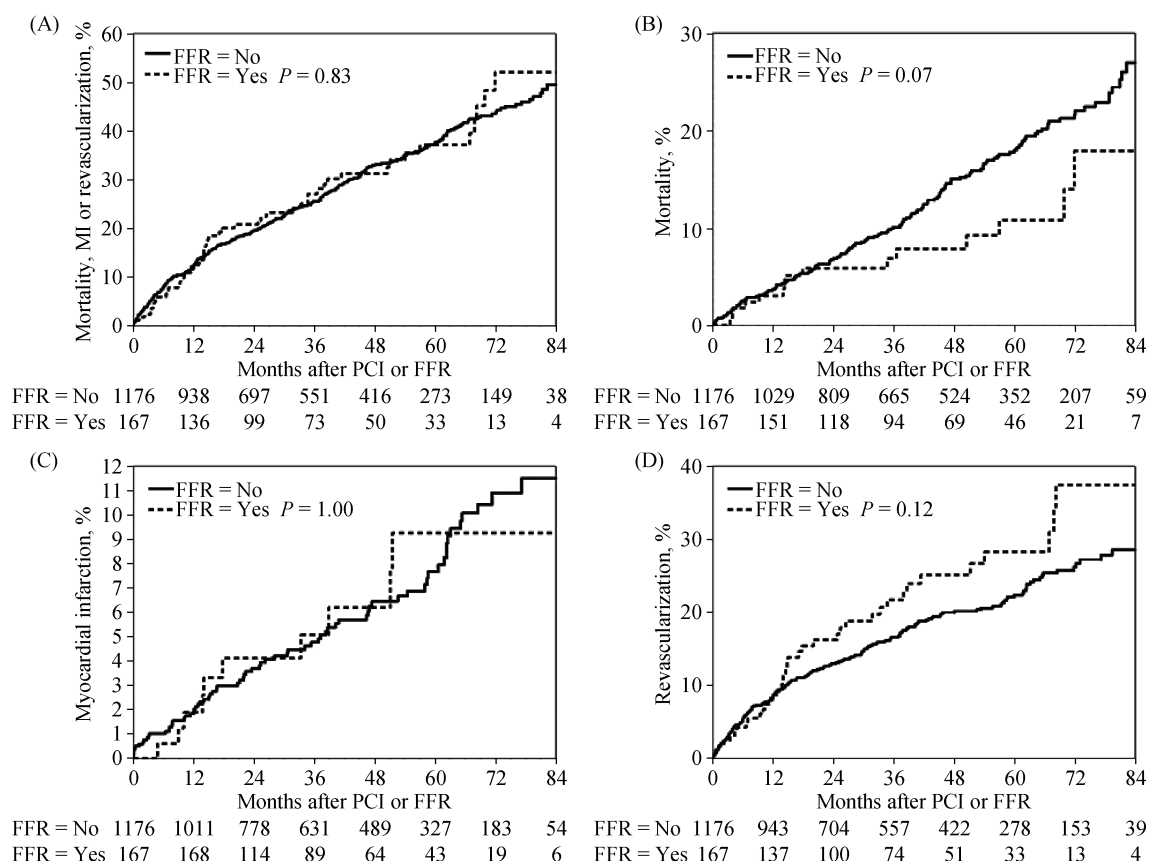 (A)
Mortality, MI or revascularization, %
60
50
40
30
20
10
0
FFR = No
FFR = Yes P = 0.83
0 12 24 36 48 60 72 84
Months after PCI or FFR
FFR = No 1176 938 697 551 416 273 149 38
FFR = Yes 167 136 99 73 50 33 13 4
(B)
Mortality, %
30
20
10
0
FFR = No
FFR = Yes P = 0.07
0 12 24 36 48 60 72 84
Months after PCI or FFR
FFR = No 1176 1029 809 665 524 352 207 59
FFR = Yes 167 151 118 94 69 46 21 7
(C)
Myocardial infarction, %
12
11
10
9
8
7
6
5
4
3
2
1
0
FFR = No
FFR = Yes P = 1.00
0 12 24 36 48 60 72 84
Months after PCI or FFR
FFR = No 1176 1011 778 631 489 327 183 54
FFR = Yes 167 168 114 89 64 43 19 6
(D)
Revascularization, %
40
30
20
10
0
FFR = No
FFR = Yes P = 0.12
0 12 24 36 48 60 72 84
Months after PCI or FFR
FFR = No 1176 943 704 557 422 278 153 39
FFR = Yes 167 137 100 74 51 33 13 4